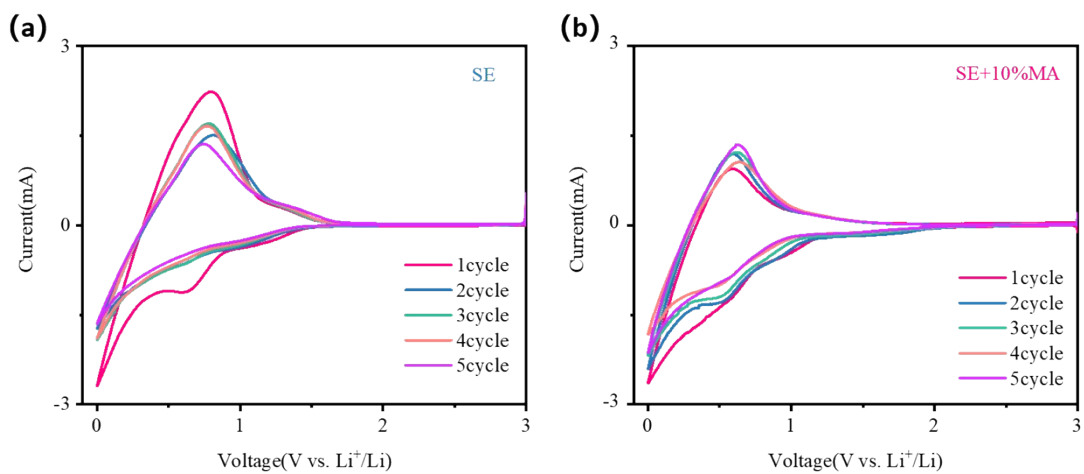 (a)
3
SE
Current(mA)
0
1cycle
2cycle
3cycle
4cycle
5cycle
-3
0
1
2
3
Voltage(V vs. Li⁺/Li)
(b)
3
SE+10%MA
Current(mA)
0
1cycle
2cycle
3cycle
4cycle
5cycle
-3
0
1
2
3
Voltage(V vs. Li⁺/Li)